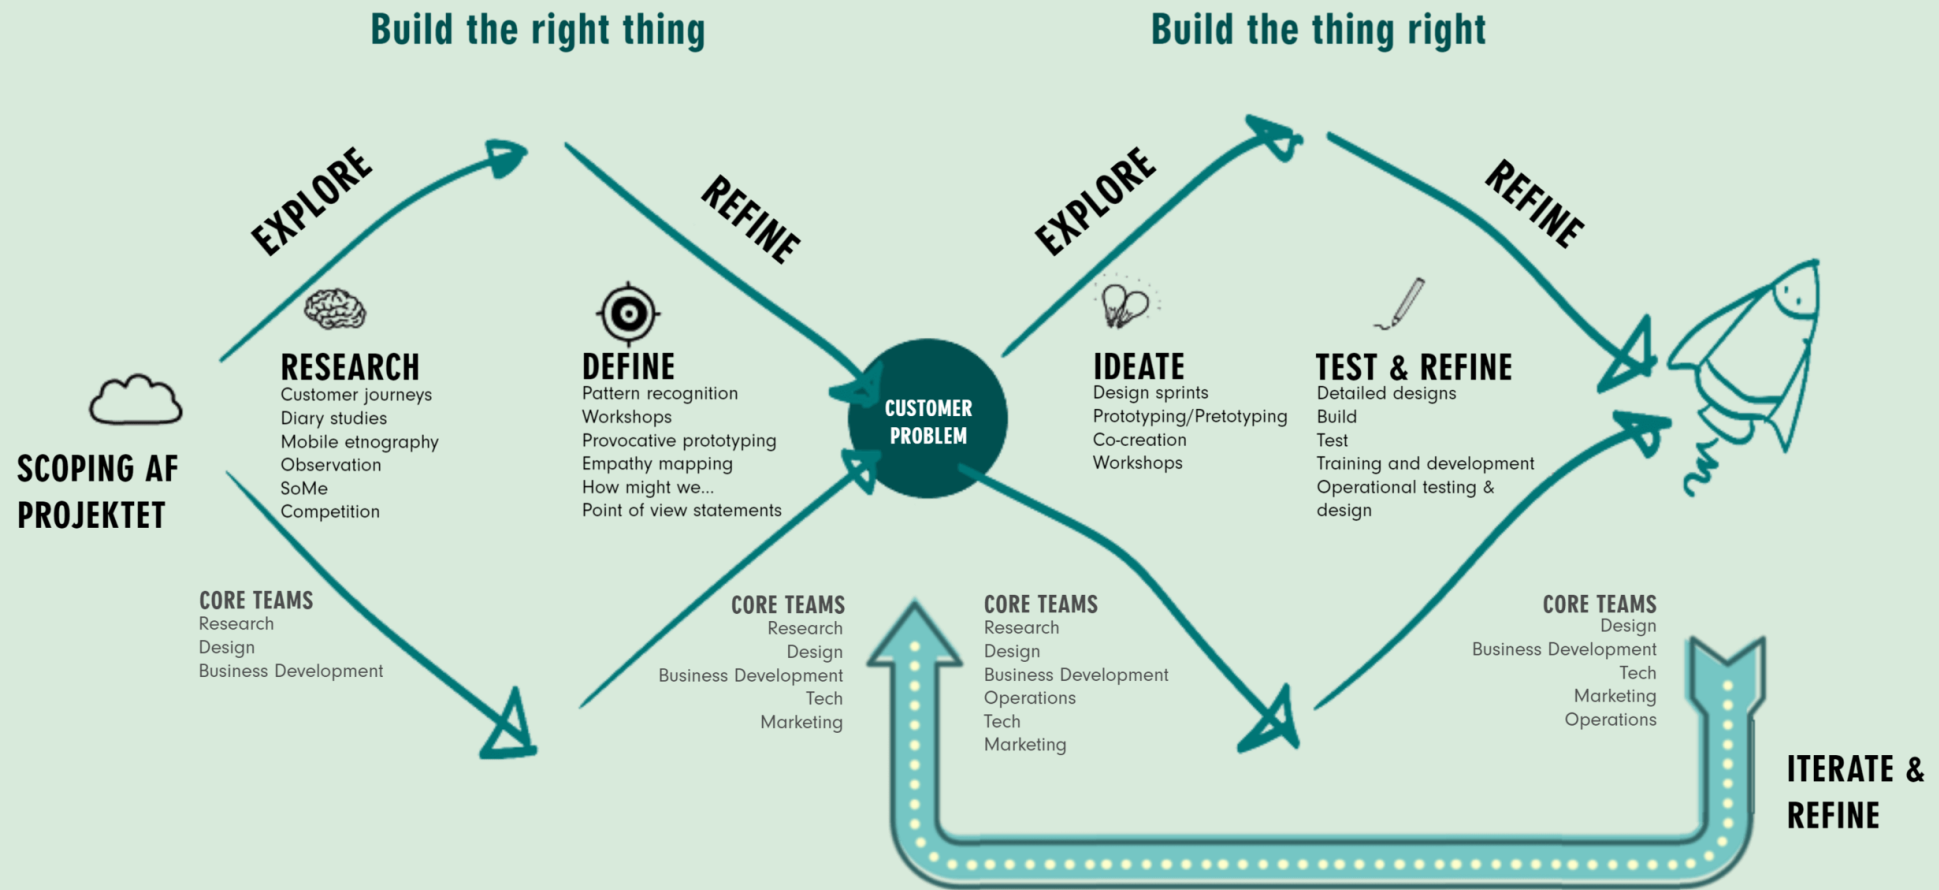 Build the right thing
Build the thing right
EXPLORE
REFINE
EXPLORE
REFINE
SCOPING AF
PROJEKTET
RESEARCH
Customer journeys
Diary studies
Mobile etnography
Observation
SoMe
Competition
DEFINE
Pattern recognition
Workshops
Provocative prototyping
Empathy mapping
How might we...
Point of view statements
CUSTOMER
PROBLEM
IDEATE
Design sprints
Prototyping/Pretotyping
Co-creation
Workshops
TEST & REFINE
Detailed designs
Build
Test
Training and development
Operational testing &
design
CORE TEAMS
Research
Design
Business Development
CORE TEAMS
Research
Design
Business Development
Tech
Marketing
CORE TEAMS
Research
Design
Business Development
Operations
Tech
Marketing
CORE TEAMS
Design
Business Development
Tech
Marketing
Operations
ITERATE &
REFINE